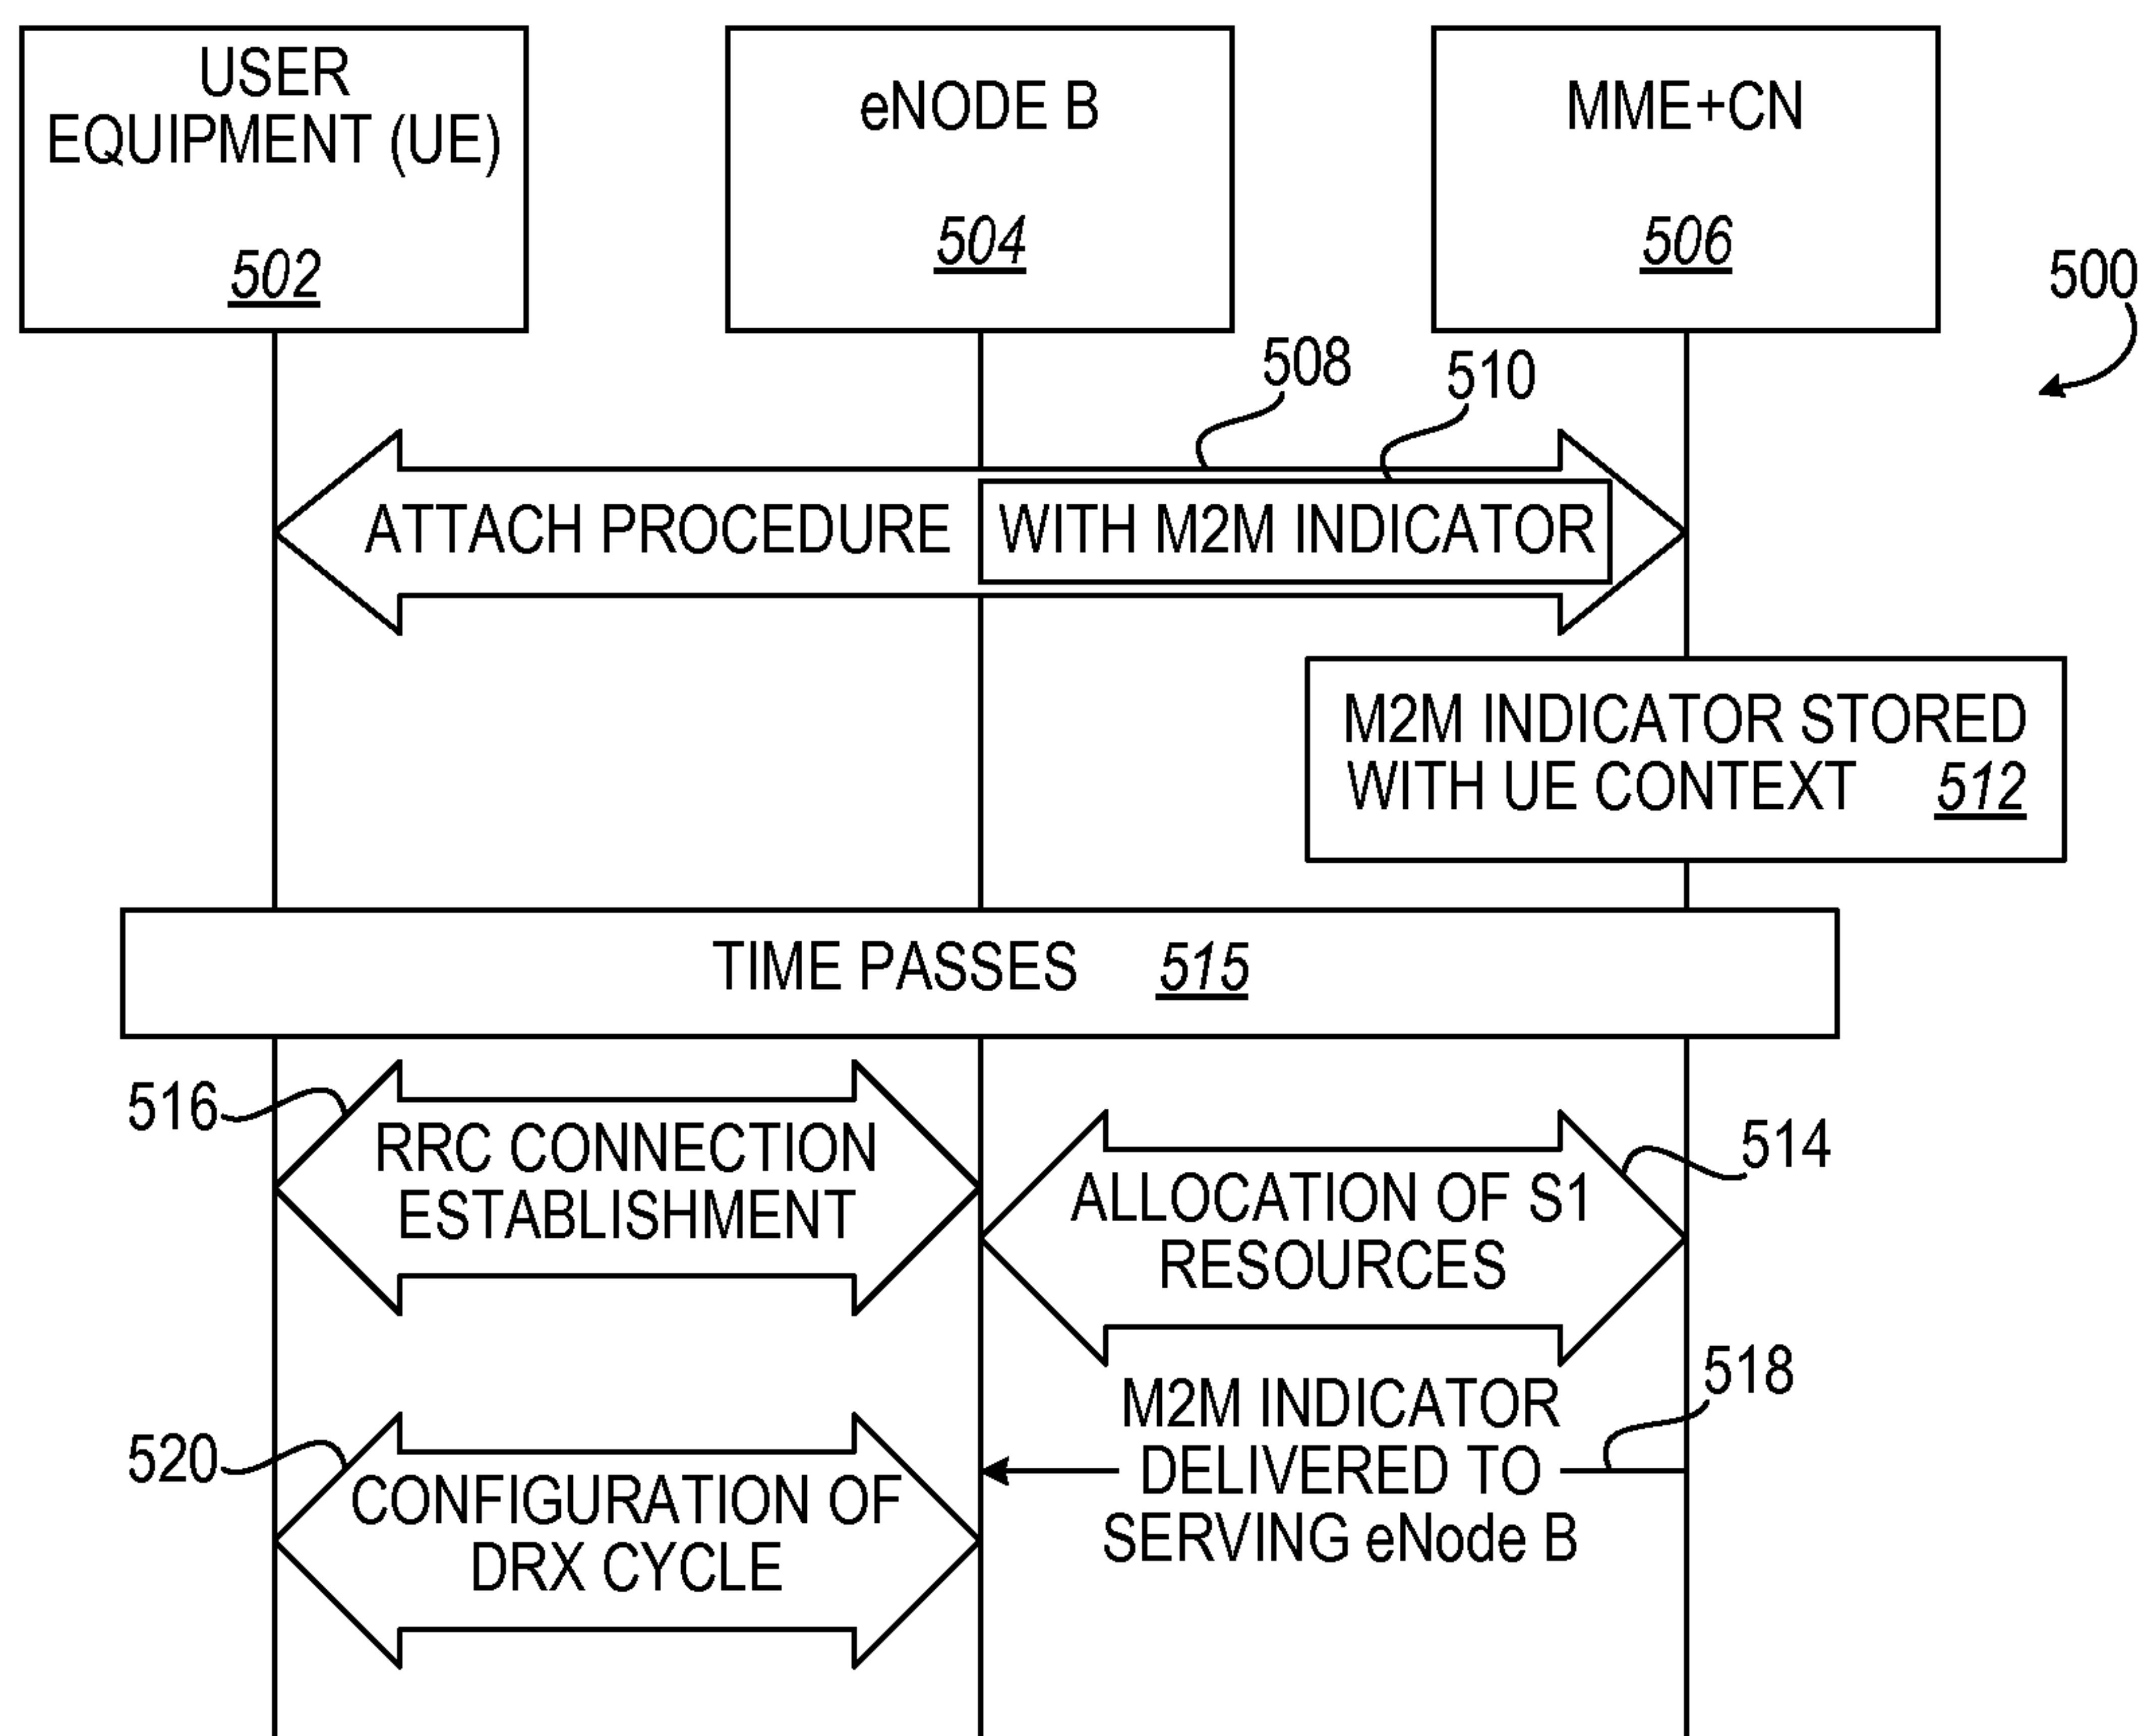 USER
EQUIPMENT (UE)
502
eNODE B
504
MME+CN
506
500
508
510
ATTACH PROCEDURE
WITH M2M INDICATOR
M2M INDICATOR STORED
WITH UE CONTEXT 512
TIME PASSES 515
516
RRC CONNECTION
ESTABLISHMENT
514
ALLOCATION OF S1
RESOURCES
518
M2M INDICATOR
DELIVERED TO
SERVING eNode B
520
CONFIGURATION OF
DRX CYCLE